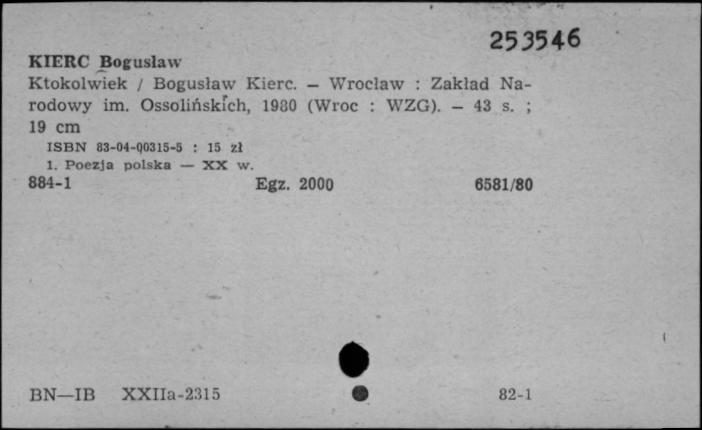 253546
KIERC Bogusław
Ktokolwiek / Bogusław Kierc. — Wrocław : Zakład Na-
rodowy im. Ossolińskich, 1980 (Wroc : WZG). — 43 s. ;
19 cm
ISBN 83-04-00315-5 : 15 zł
1. Poezja polska — XX w.
884-1 Egz. 2000 6581/80
BN—IB XXIIa-2315 82-1